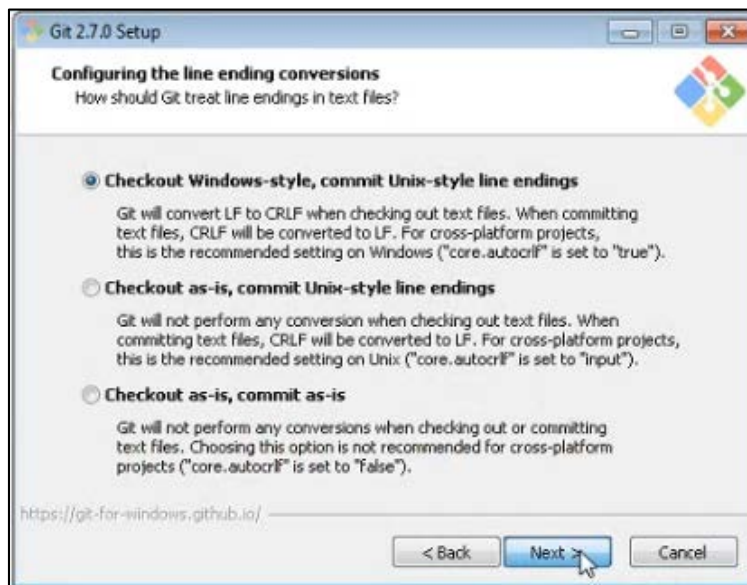 Git 2.7.0 Setup
Configuring the line ending conversions
How should Git treat line endings in text files?
Checkout Windows-style, commit Unix-style line endings
Git will convert LF to CRLF when checking out text files. When committing
text files, CRLF will be converted to LF. For cross-platform projects,
this is the recommended setting on Windows ("core.autocrlf" is set to "true").
Checkout as-is, commit Unix-style line endings
Git will not perform any conversion when checking out text files. When
committing text files, CRLF will be converted to LF. For cross-platform projects,
this is the recommended setting on Unix ("core.autocrlf" is set to "input").
Checkout as-is, commit as-is
Git will not perform any conversions when checking out or committing
text files. Choosing this option is not recommended for cross-platform
projects ("core.autocrlf" is set to "false").
https://git-for-windows.github.io/
< Back
Next >
Cancel